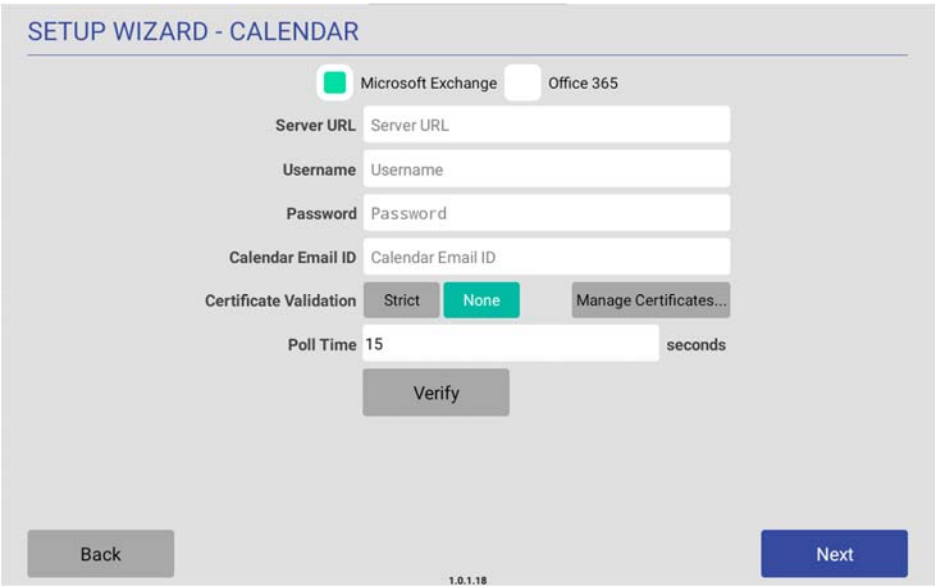 SETUP WIZARD - CALENDAR
Microsoft Exchange Office 365
Server URL Server URL
Username Username
Password Password
Calendar Email ID Calendar Email ID
Certificate Validation Strict None Manage Certificates...
Poll Time 15 seconds
Verify
Back Next
1.0.1.18